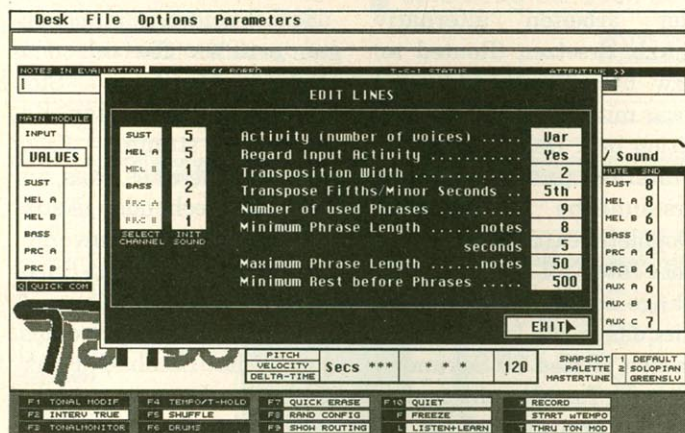 Desk File Options Parameters
NOTES IN EVALUATION << BORED T-E-1 STATUS ATTENTIVE >>
EDIT LINES
MAIN MODULE
INPUT
VALUES
SUST
MEL A
MEL B
BASS
PRC A
PRC B
Q QUICK COM
SUST 5
MEL A 5
MEL B 1
BASS 2
PRC A 1
PRC B 1
SELECT CHANNEL INIT SOUND
Activity (number of voices) ..... Var
Regard Input Activity ........... Yes
Transposition Width ............. 2
Transpose Fifths/Minor Seconds .. 5th
Number of used Phrases .......... 9
Minimum Phrase Length ......notes 8
seconds 5
Maximum Phrase Length ......notes 50
Minimum Rest before Phrases ..... 500
EXIT
/ Sound
MUTE SND
SUST 8
MEL A 8
MEL B 6
BASS 6
PRC A 4
PRC B 4
AUX A 6
AUX B 1
AUX C 7
Tango
PITCH
VELOCITY
DELTA-TIME
Secs *** * * * 120
SNAPSHOT 1 DEFAULT
PALETTE 2 SOLOPIAN
MASTERTUNE GREENSLV
F1 TONAL MODIF F4 TEMPO/T-HOLD F7 QUICK ERASE F10 QUIET * RECORD
F2 INTERV TRUE F5 SHUFFLE F8 RAND CONFIG F FREEZE START wTEMPO
F3 TONALMONITOR F6 DRUMS F9 SHOW ROUTING L LISTEN+LEARN T THRU TON MOD